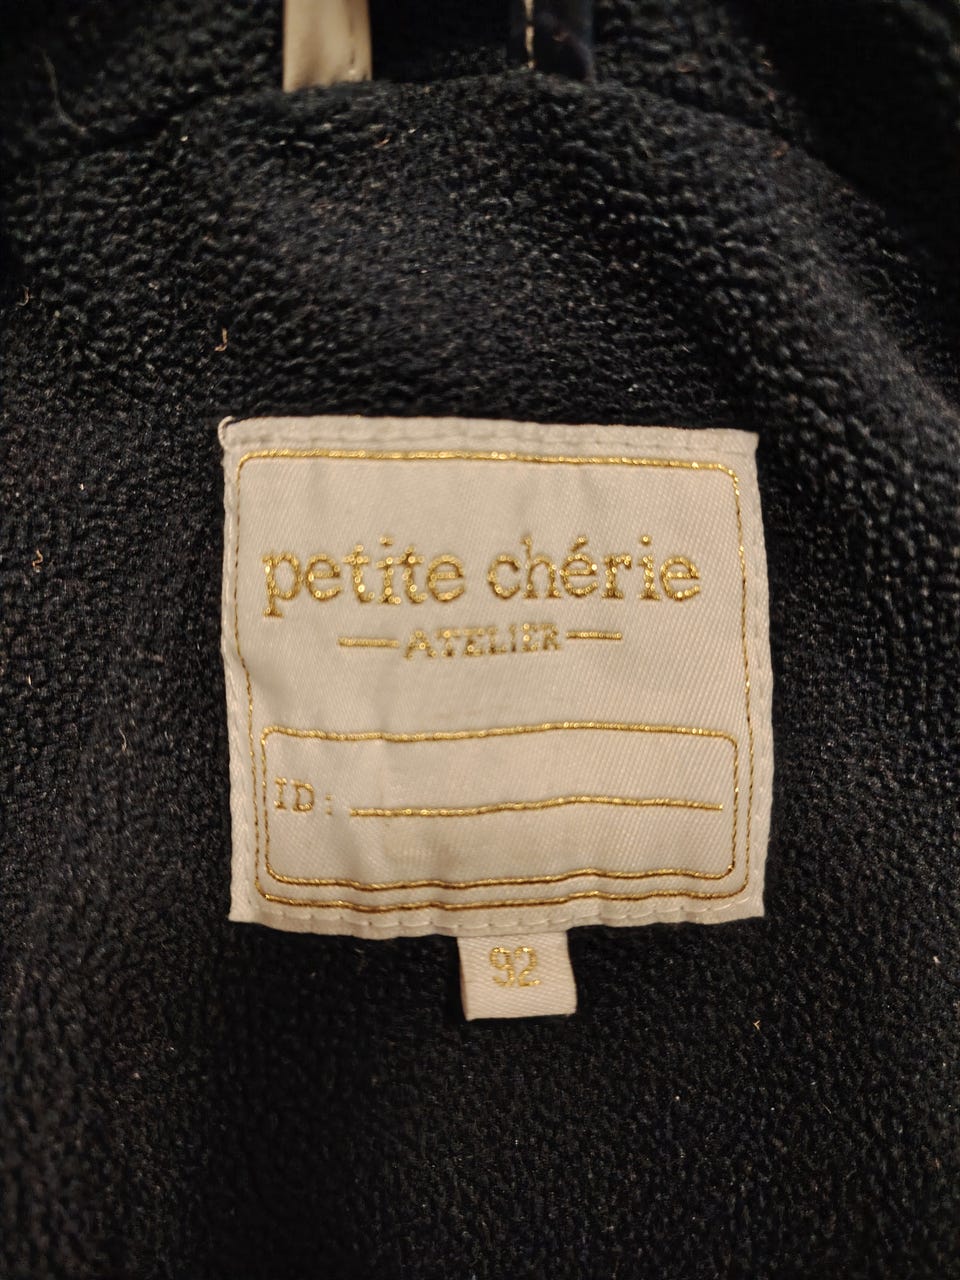 petite chérie
ATELIER
ID:
92